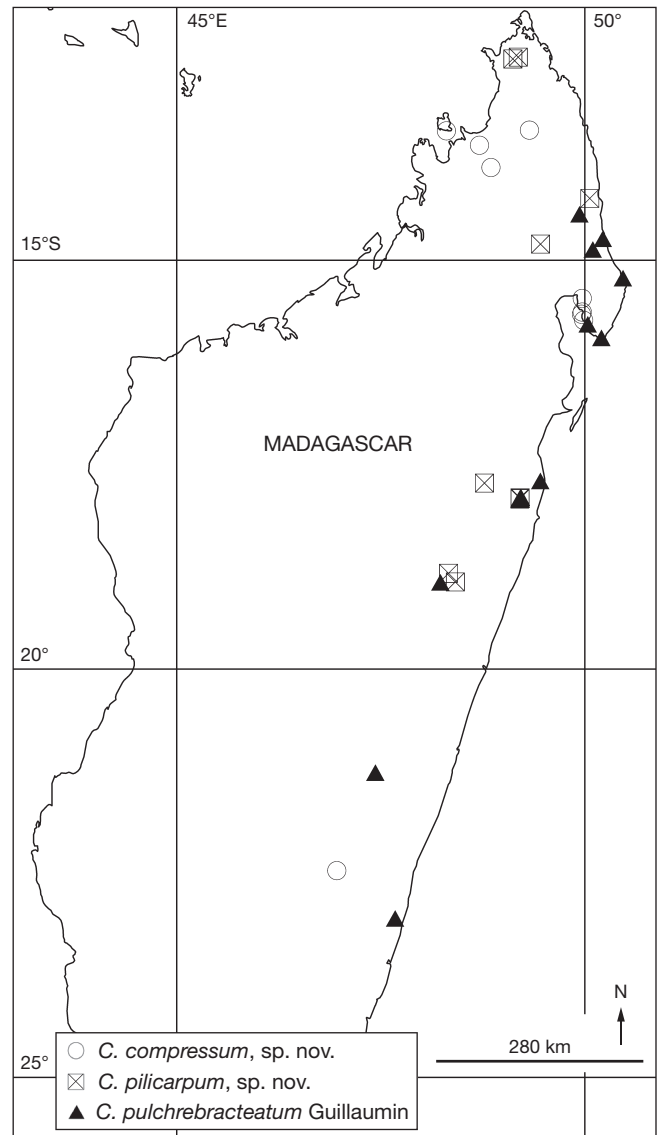 45°E
50°
15°S
MADAGASCAR
20°
N
280 km
25°
C. compressum, sp. nov.
C. pilicarpum, sp. nov.
C. pulchrebracteatum Guillaumin